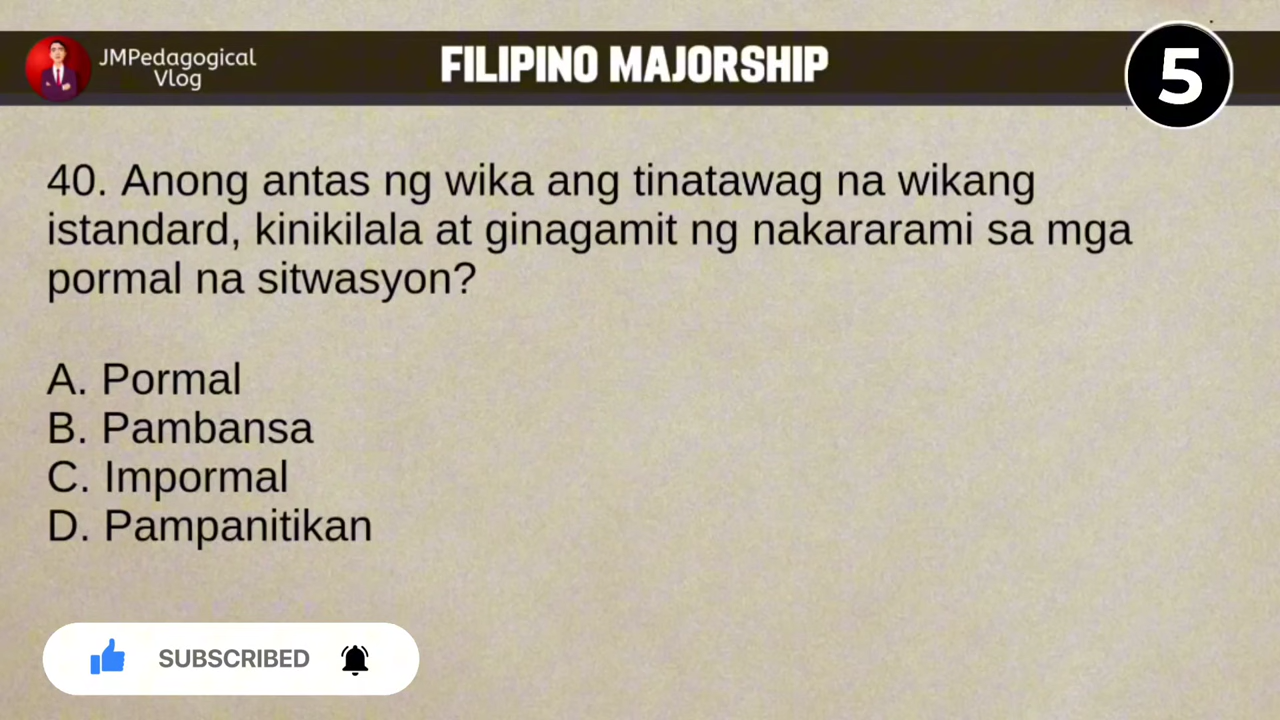 JMPedagogical
Vlog
FILIPINO MAJORSHIP
5
40. Anong antas ng wika ang tinatawag na wikang
istandard, kinikilala at ginagamit ng nakararami sa mga
pormal na sitwasyon?
A. Pormal
B. Pambansa
C. Impormal
D. Pampanitikan
SUBSCRIBED